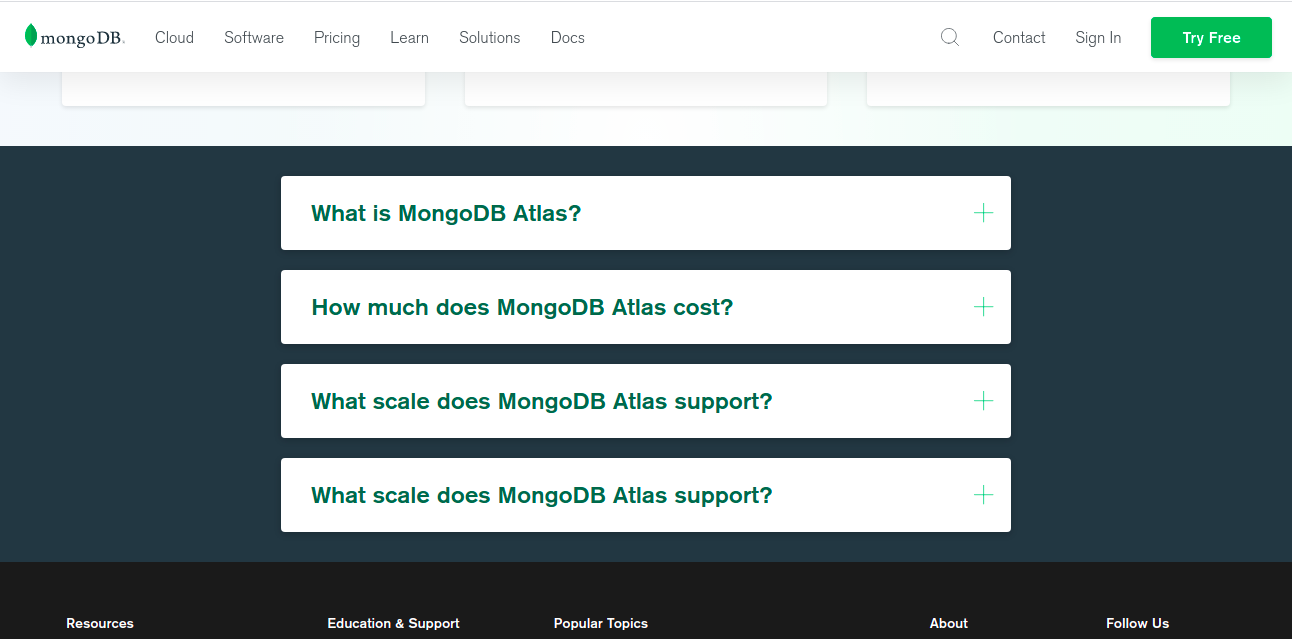 mongoDB.
Cloud Software Pricing Learn Solutions Docs Contact Sign In Try Free
What is MongoDB Atlas?
How much does MongoDB Atlas cost?
What scale does MongoDB Atlas support?
What scale does MongoDB Atlas support?
Resources Education & Support Popular Topics About Follow Us